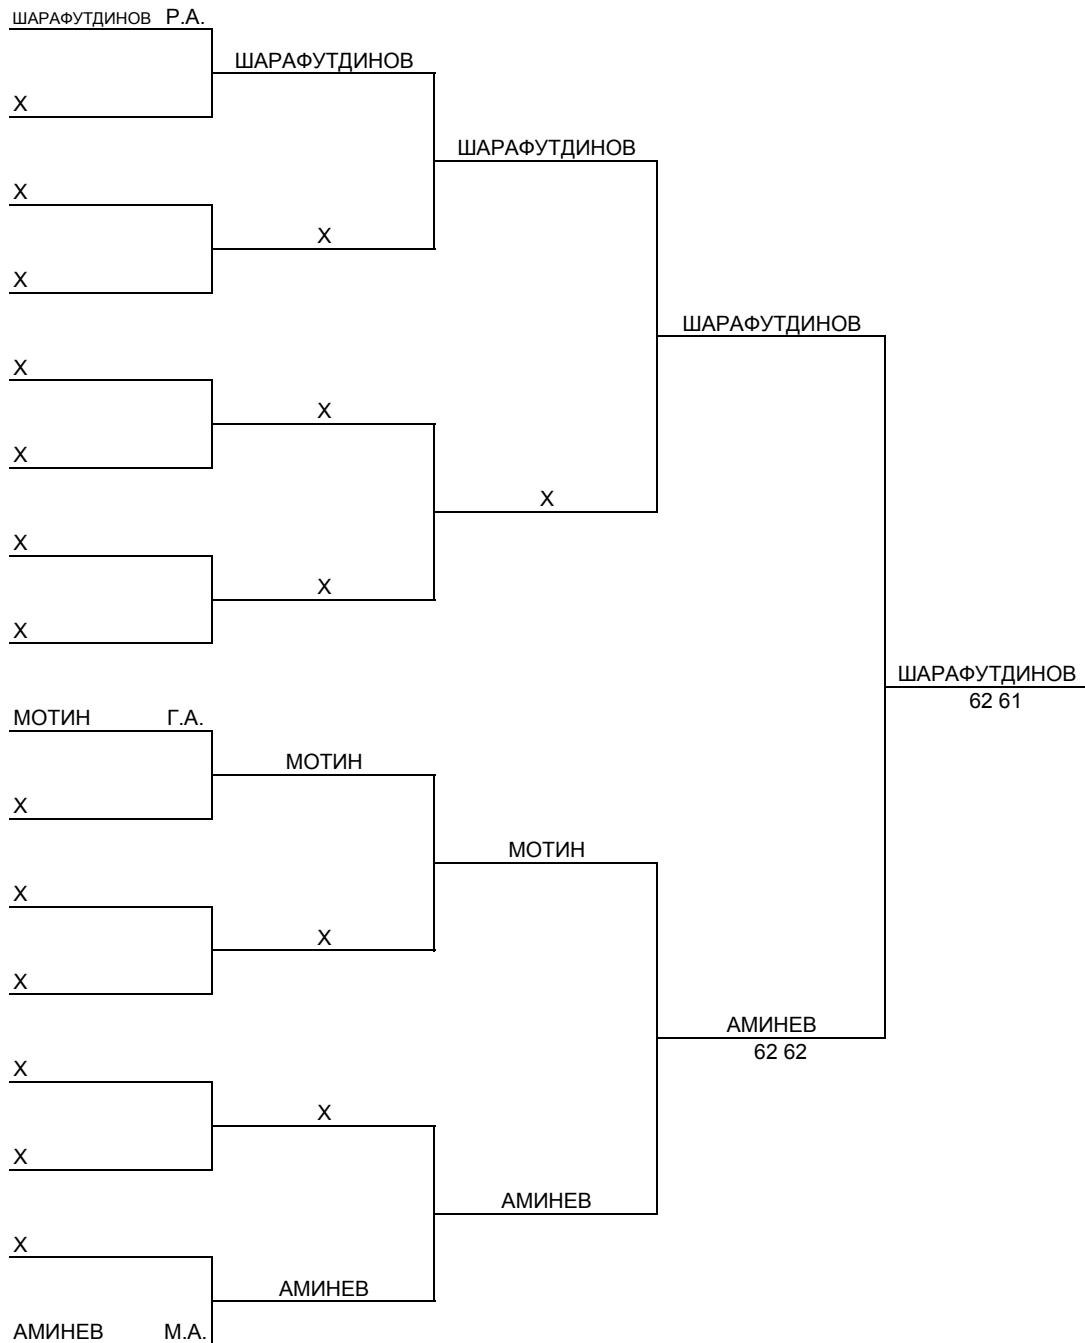 ШАРАФУТДИНОВ Р.А.
ШАРАФУТДИНОВ
Х
ШАРАФУТДИНОВ
Х
Х
Х
ШАРАФУТДИНОВ
Х
Х
Х
Х
Х
Х
Х
ШАРАФУТДИНОВ
62 61
МОТИН Г.А.
МОТИН
Х
МОТИН
Х
Х
Х
АМИНЕВ
62 62
Х
Х
Х
АМИНЕВ
Х
АМИНЕВ
АМИНЕВ М.А.